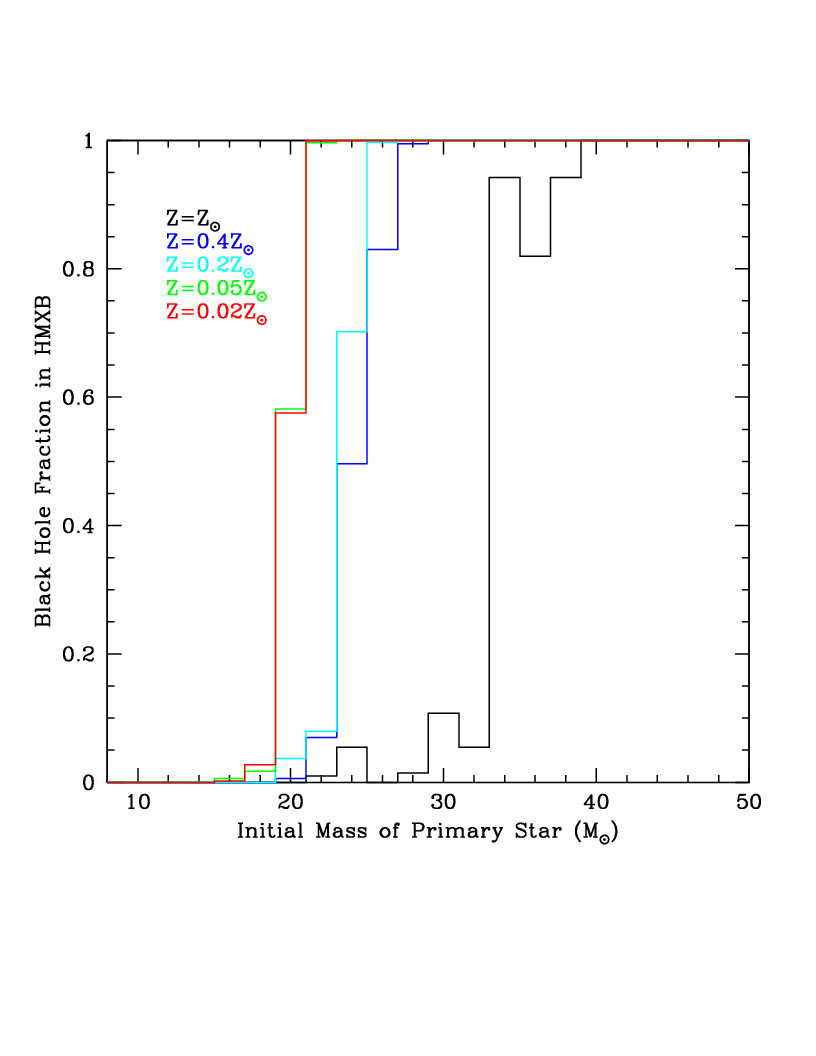 1
Z=Z⊙
Z=0.4Z⊙
Z=0.2Z⊙
Z=0.05Z⊙
Z=0.02Z⊙
0.8
0.6
0.4
0.2
0
Black Hole Fraction in HMXB
10 20 30 40 50
Initial Mass of Primary Star (M⊙)